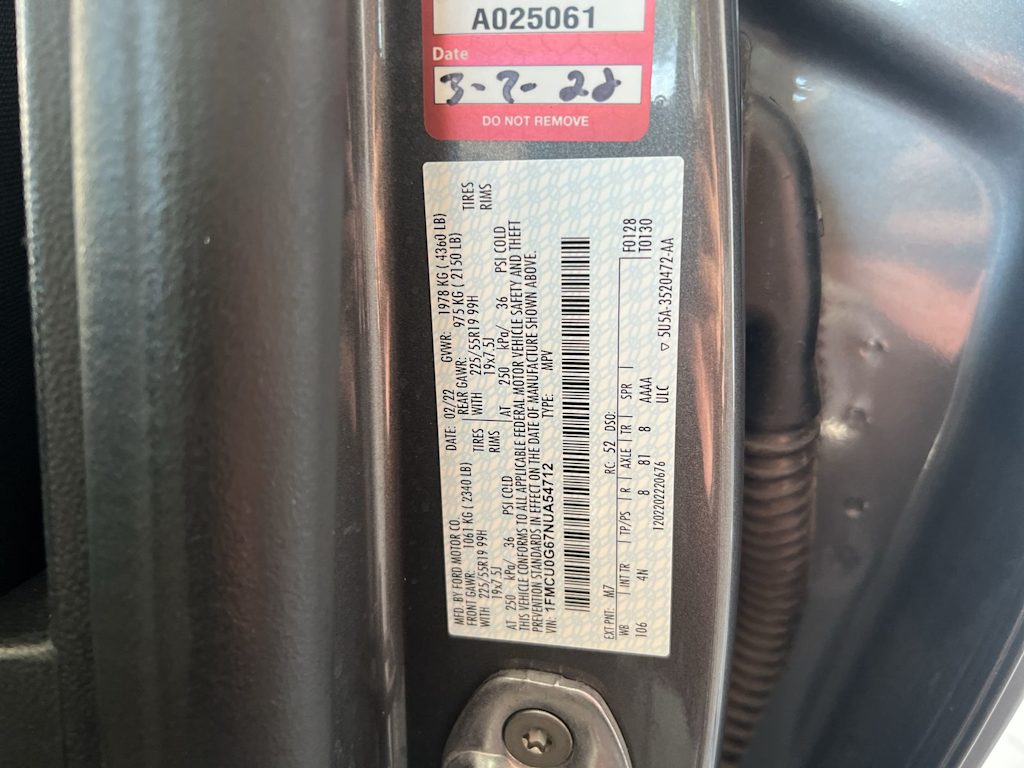 A025061
Date
3-7-22
DO NOT REMOVE
MFD. BY FORD MOTOR CO.
DATE: 02/22 GVWR: 1978 KG ( 4360 LB)
FRONT GAWR: 1061 KG ( 2340 LB)
REAR GAWR: 975 KG ( 2150 LB)
WITH 225/55R19 99H TIRES
WITH 225/55R19 99H TIRES
19x7.5J RIMS
19x7.5J RIMS
AT 250 kPa/ 36 PSI COLD
AT 250 kPa/ 36 PSI COLD
THIS VEHICLE CONFORMS TO ALL APPLICABLE FEDERAL MOTOR VEHICLE SAFETY AND THEFT
PREVENTION STANDARDS IN EFFECT ON THE DATE OF MANUFACTURE SHOWN ABOVE.
VIN: 1FMCU0G67NUA54712 TYPE: MPV
EXT PNT: M7 RC: 52 DSO: F0128
WB INT TR TP/PS R AXLE TR SPR T0130
106 4N 8 81 8 AAAA
ULC
1202202220676
▽ 5U5A-3520472-AA